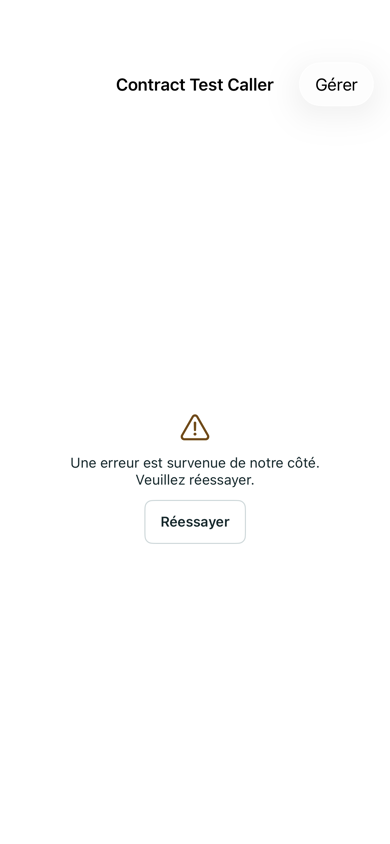 Contract Test Caller
Gérer
Une erreur est survenue de notre côté.
Veuillez réessayer.
Réessayer